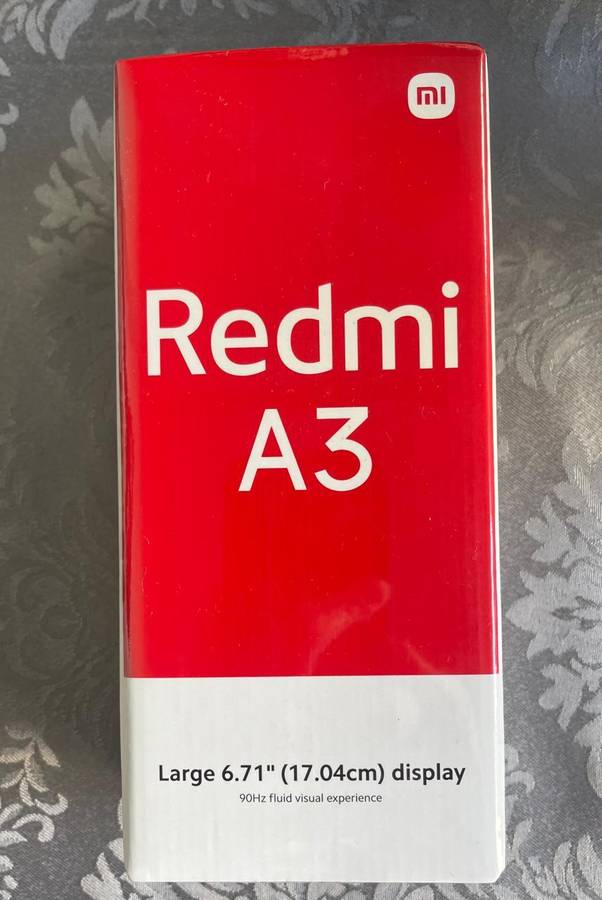 mi
Redmi
A3
Large 6.71" (17.04cm) display
90Hz fluid visual experience